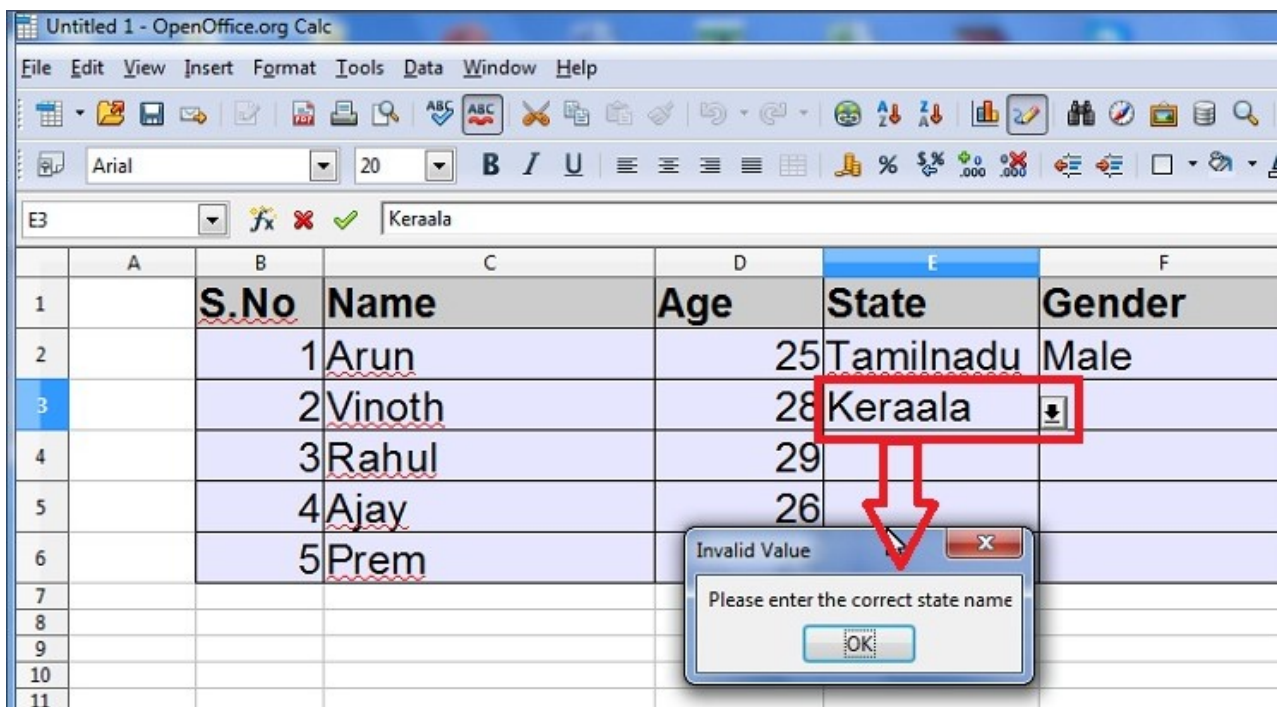 Untitled 1 - OpenOffice.org Calc
File Edit View Insert Format Tools Data Window Help
Arial 20 B I U
E3 fx Keraala
A B C D E F
1 S.No Name Age State Gender
2 1 Arun 25 Tamilnadu Male
3 2 Vinoth 28 Keraala
4 3 Rahul 29
5 4 Ajay 26
6 5 Prem
Invalid Value
Please enter the correct state name
OK
7
8
9
10
11